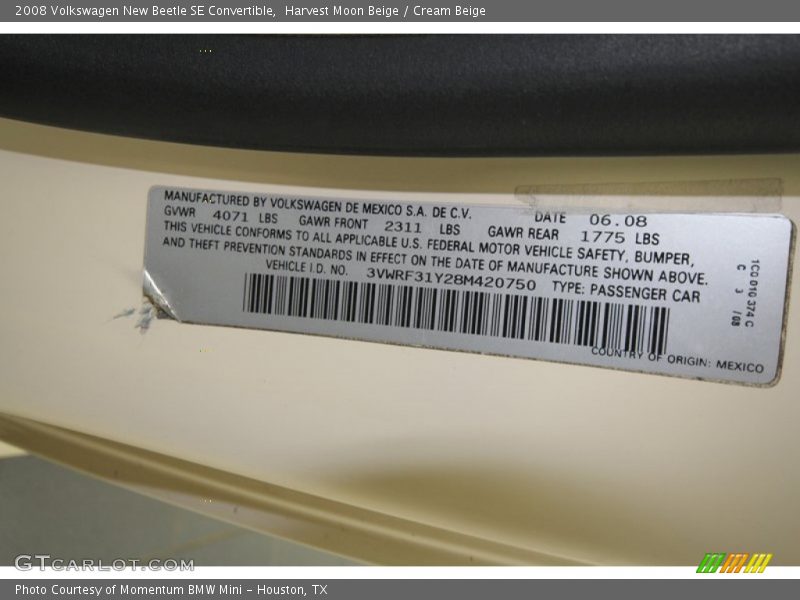 2008 Volkswagen New Beetle SE Convertible,  Harvest Moon Beige / Cream Beige
MANUFACTURED BY VOLKSWAGEN DE MEXICO S.A. DE C.V. DATE 06.08
GVWR 4071 LBS GAWR FRONT 2311 LBS GAWR REAR 1775 LBS
THIS VEHICLE CONFORMS TO ALL APPLICABLE U.S. FEDERAL MOTOR VEHICLE SAFETY, BUMPER,
AND THEFT PREVENTION STANDARDS IN EFFECT ON THE DATE OF MANUFACTURE SHOWN ABOVE.
VEHICLE I.D. NO. 3VWRF31Y28M420750 TYPE: PASSENGER CAR
1C0 010 374 C
C 3 /08
COUNTRY OF ORIGIN: MEXICO
GTcarlot.com
Photo Courtesy of Momentum BMW Mini - Houston, TX